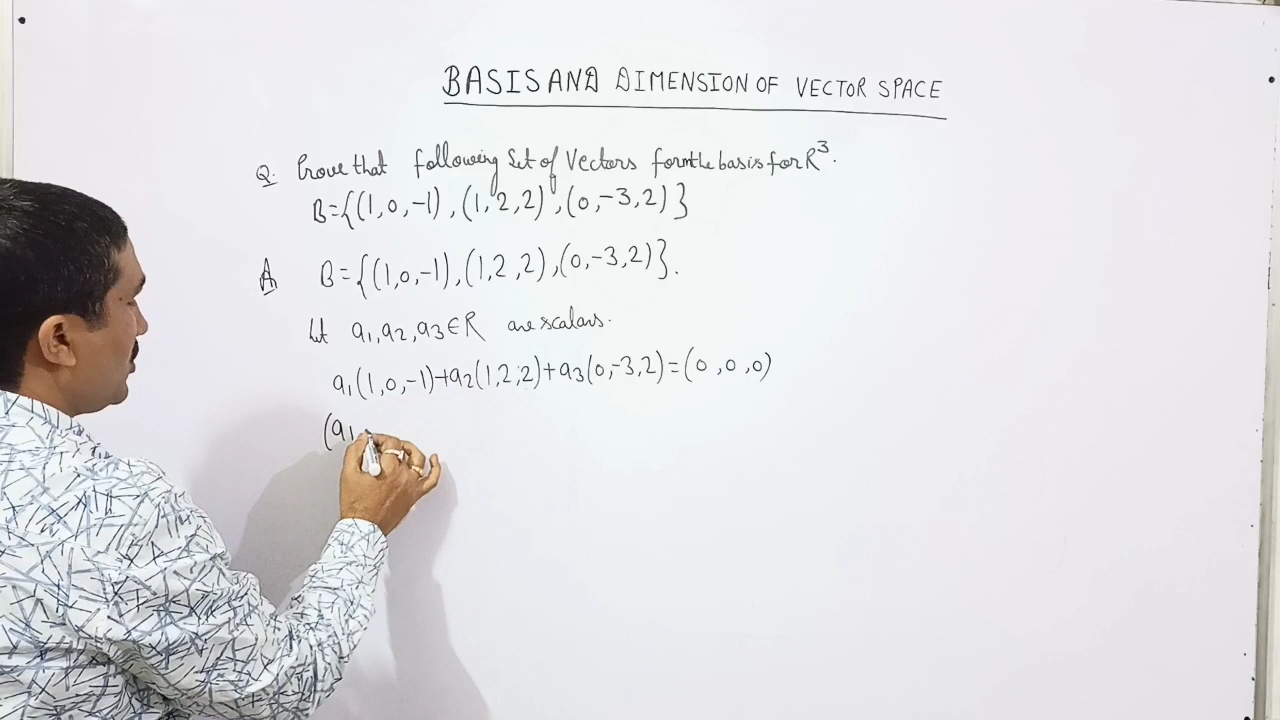 BASIS AND DIMENSION OF VECTOR SPACE
Q. Prove that following set of Vectors form the basis for R³.
B={(1,0,-1),(1,2,2),(0,-3,2)}
A B={(1,0,-1),(1,2,2),(0,-3,2)}.
Let a₁,a₂,a₃∈R are scalars.
a₁(1,0,-1)+a₂(1,2,2)+a₃(0,-3,2)=(0,0,0)
(a₁